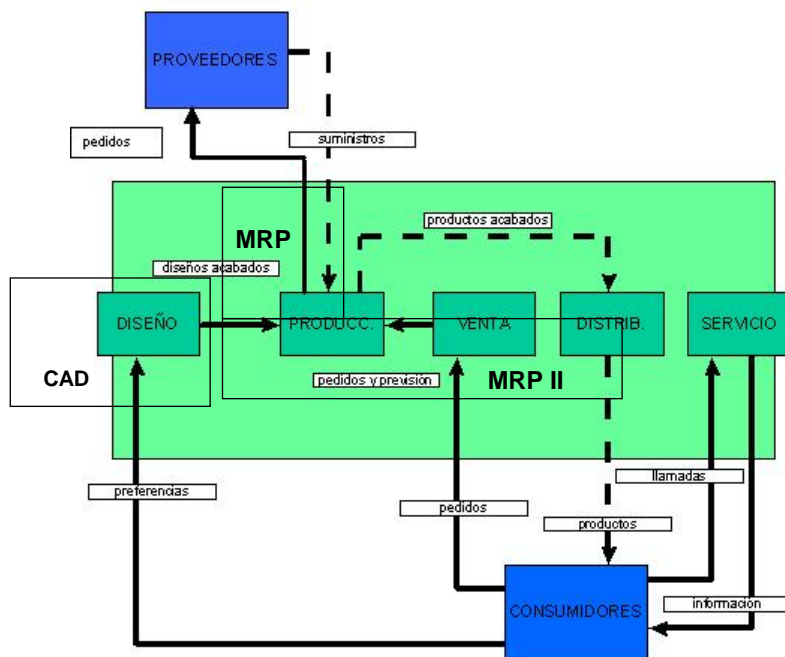 PROVEEDORES
pedidos
suministros
MRP
productos acabados
diseños acabados
DISEÑO
PRODUCC.
VENTA
DISTRIB.
SERVICIO
CAD
pedidos y previsión
MRP II
preferencias
llamadas
pedidos
productos
CONSUMIDORES
información